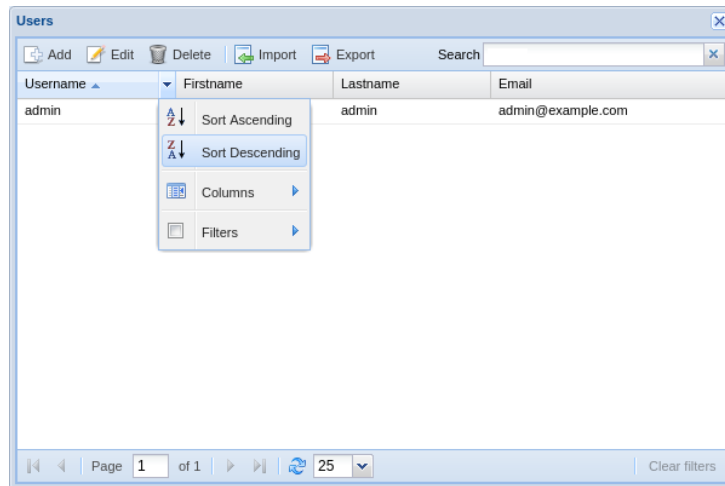 Users
Add Edit Delete Import Export Search
Username Firstname Lastname Email
admin admin admin@example.com
Sort Ascending
Sort Descending
Columns
Filters
Page 1 of 1 25 Clear filters